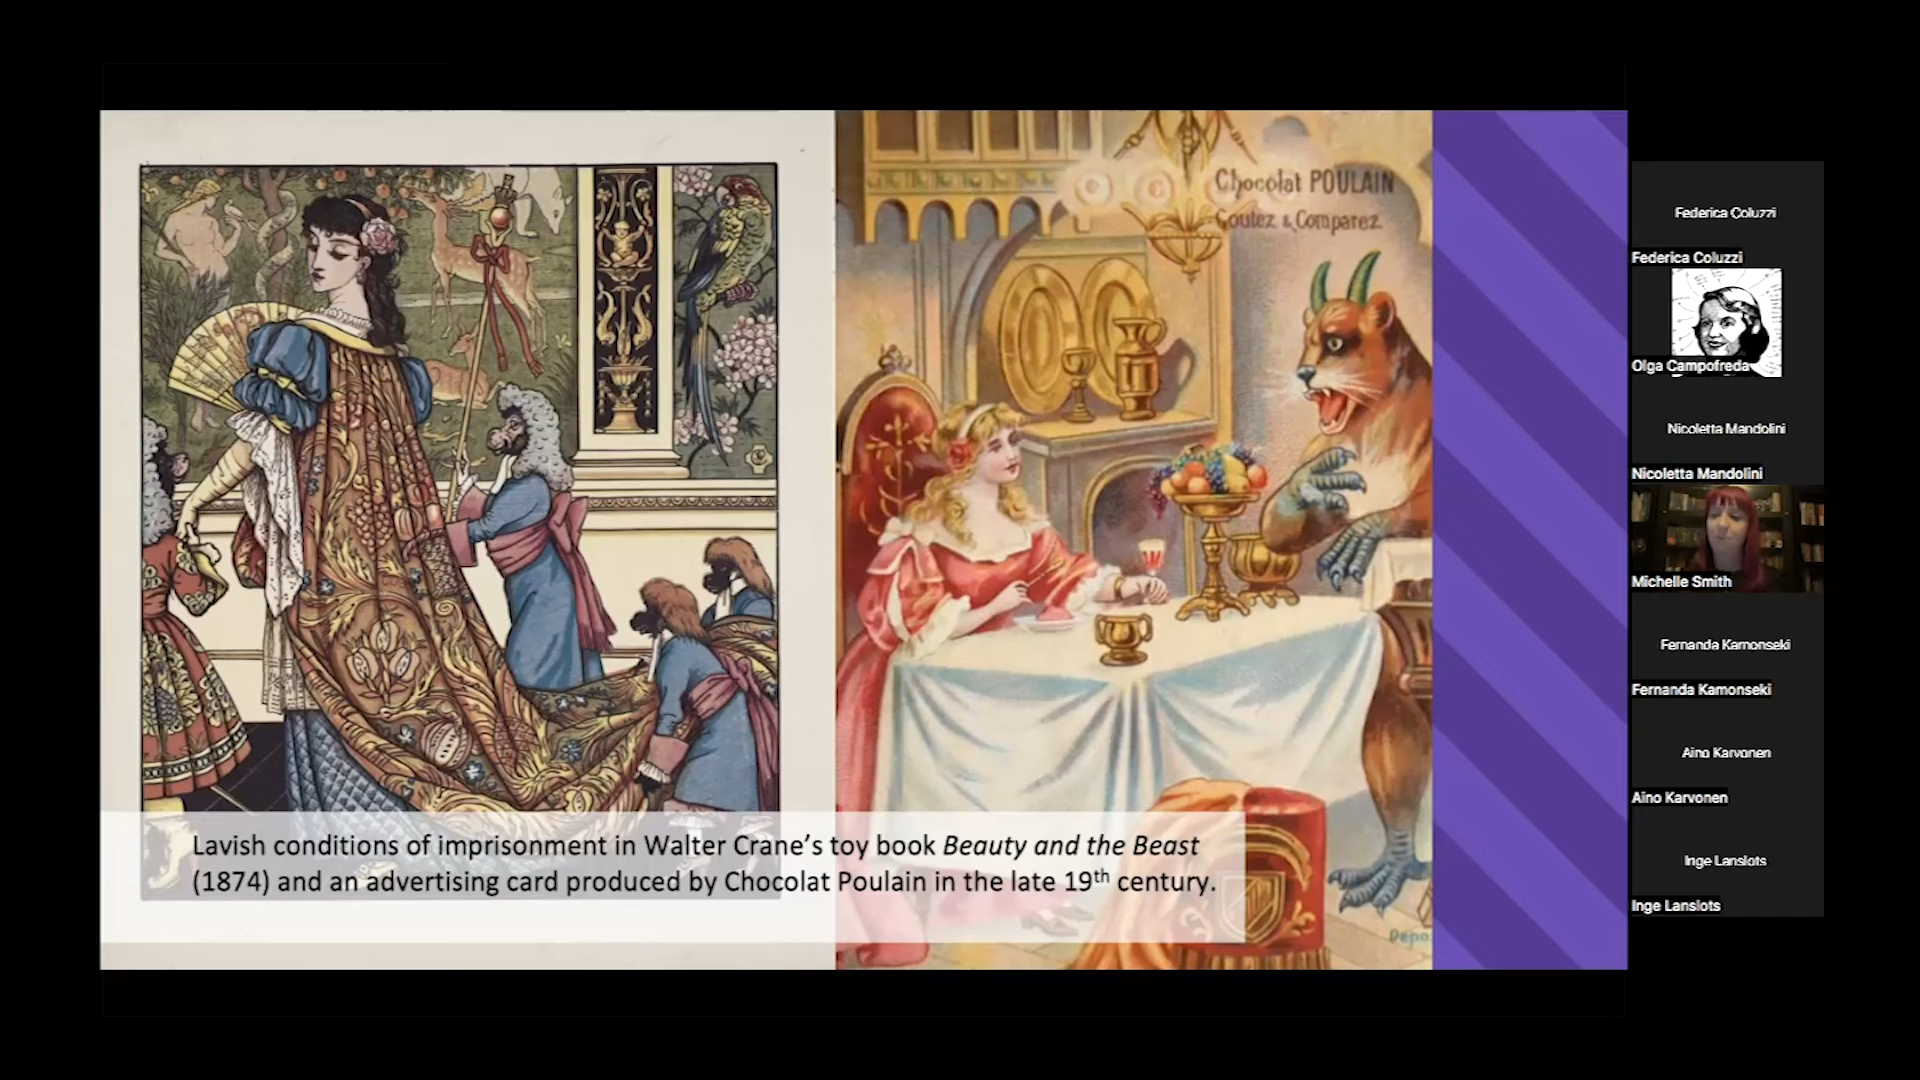 Chocolat POULAIN
Goutez & Comparez
Lavish conditions of imprisonment in Walter Crane's toy book Beauty and the Beast
(1874) and an advertising card produced by Chocolat Poulain in the late 19th century.
Depo
Federica Coluzzi
Federica Coluzzi
Olga Campofreda
Nicoletta Mandolini
Nicoletta Mandolini
Michelle Smith
Fernanda Kamonseki
Fernanda Kamonseki
Aino Karvonen
Aino Karvonen
Inge Lanslots
Inge Lanslots